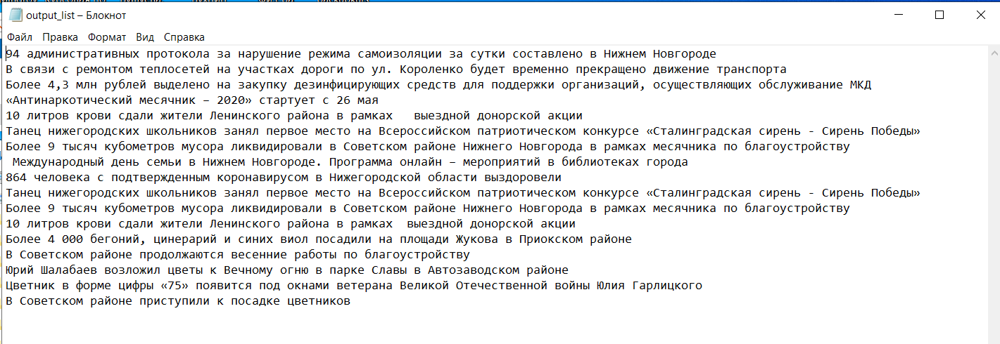 output_list – Блокнот
Файл Правка Формат Вид Справка
94 административных протокола за нарушение режима самоизоляции за сутки составлено в Нижнем Новгороде
В связи с ремонтом теплосетей на участках дороги по ул. Короленко будет временно прекращено движение транспорта
Более 4,3 млн рублей выделено на закупку дезинфицирующих средств для поддержки организаций, осуществляющих обслуживание МКД
«Антинаркотический месячник – 2020» стартует с 26 мая
10 литров крови сдали жители Ленинского района в рамках   выездной донорской акции
Танец нижегородских школьников занял первое место на Всероссийском патриотическом конкурсе «Сталинградская сирень - Сирень Победы»
Более 9 тысяч кубометров мусора ликвидировали в Советском районе Нижнего Новгорода в рамках месячника по благоустройству
 Международный день семьи в Нижнем Новгороде. Программа онлайн – мероприятий в библиотеках города
864 человека с подтвержденным коронавирусом в Нижегородской области выздоровели
Танец нижегородских школьников занял первое место на Всероссийском патриотическом конкурсе «Сталинградская сирень - Сирень Победы»
Более 9 тысяч кубометров мусора ликвидировали в Советском районе Нижнего Новгорода в рамках месячника по благоустройству
10 литров крови сдали жители Ленинского района в рамках  выездной донорской акции
Более 4 000 бегоний, цинерарий и синих виол посадили на площади Жукова в Приокском районе
В Советском районе продолжаются весенние работы по благоустройству
Юрий Шалабаев возложил цветы к Вечному огню в парке Славы в Автозаводском районе
Цветник в форме цифры «75» появится под окнами ветерана Великой Отечественной войны Юлия Гарлицкого
В Советском районе приступили к посадке цветников